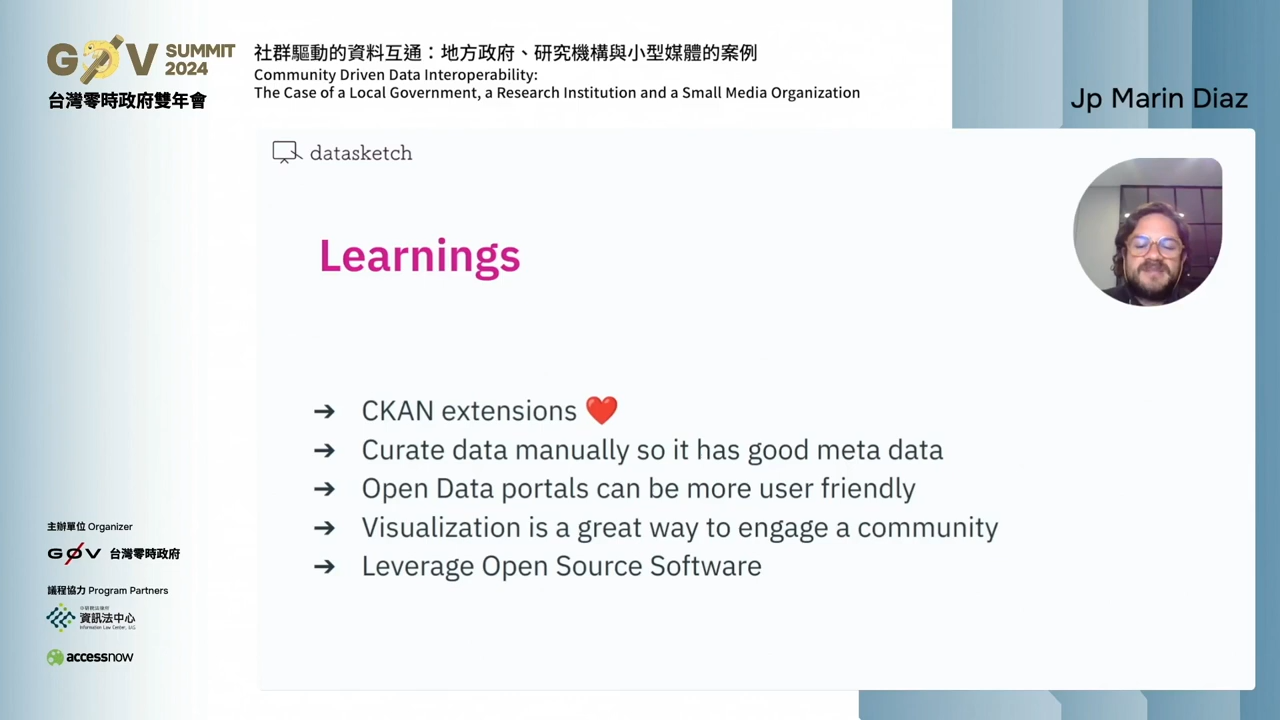 G0V SUMMIT 2024
台灣零時政府雙年會
社群驅動的資料互通：地方政府、研究機構與小型媒體的案例
Community Driven Data Interoperability:
The Case of a Local Government, a Research Institution and a Small Media Organization
Jp Marin Diaz
datasketch
Learnings
➔ CKAN extensions ❤️
➔ Curate data manually so it has good meta data
➔ Open Data portals can be more user friendly
➔ Visualization is a great way to engage a community
➔ Leverage Open Source Software
主辦單位 Organizer
G0V 台灣零時政府
議程協力 Program Partners
資訊法中心
Information Law Center, IIAS
accessnow